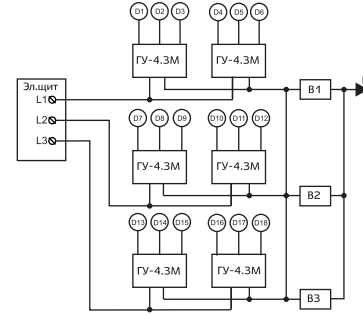 D1 D2 D3 D4 D5 D6
ГУ-4.3М ГУ-4.3М
Эл.щит
L1
B1
L2
D7 D8 D9 D10 D11 D12
L3
ГУ-4.3М ГУ-4.3М
B2
D13 D14 D15 D16 D17 D18
ГУ-4.3М ГУ-4.3М
B3